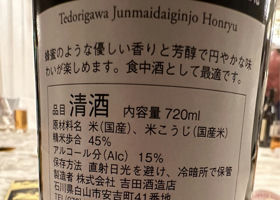 Tedorigawa Junmaidaiginjo Honryu
蜂蜜のような優しい香りと芳醇で円やかな味
わいが楽しめます。食中酒として最適です。
品目 清酒 内容量720ml
原材料名 米(国産)、米こうじ(国産米)
精米歩合 45%
アルコール分(Alc) 15%
保存方法 直射日光を避け、冷暗所で保管
製造者 株式会社 吉田酒造店
石川県白山市安吉町41番地